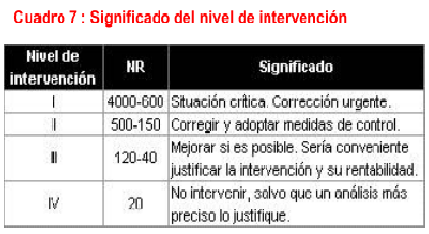 Cuadro 7 : Significado del nivel de intervención
Nivel de intervención NR Significado
I 4000-600 Situación crítica. Corrección urgente.
II 500-150 Corregir y adoptar medidas de control.
III 120-40 Mejorar si es posible. Sería conveniente
justificar la intervención y su rentabilidad.
IV 20 No intervenir, salvo que un análisis más
preciso lo justifique.